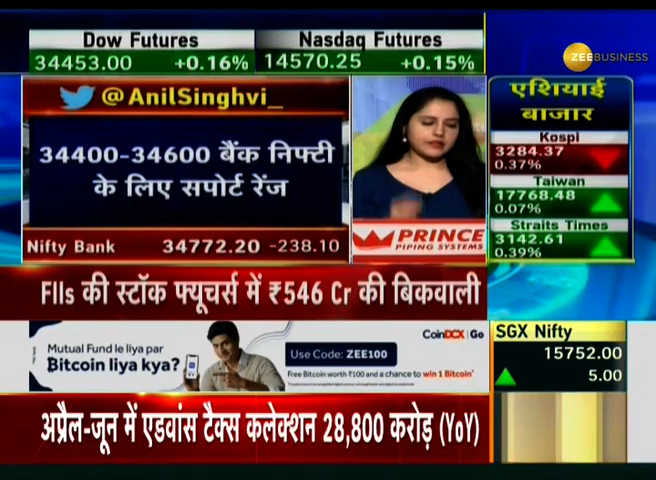 Dow Futures
34453.00 +0.16%
Nasdaq Futures
14570.25 +0.15%
ZEEBUSINESS
@AnilSinghvi_
34400-34600 बैंक निफ्टी
के लिए सपोर्ट रेंज
Nifty Bank 34772.20 -238.10
PRINCE
PIPING SYSTEMS
एशियाई
बाजार
Kospi
3284.37
0.37%
Taiwan
17768.48
0.07%
Straits Times
3142.61
0.39%
FIIs की स्टॉक फ्यूचर्स में ₹546 Cr की बिकवाली
Mutual Fund le liya par
Bitcoin liya kya?
CoinDCX Go
Use Code: ZEE100
Free Bitcoin worth ₹100 and a chance to win 1 Bitcoin*
SGX Nifty
15752.00
5.00
अप्रैल-जून में एडवांस टैक्स कलेक्शन 28,800 करोड़ (YoY)